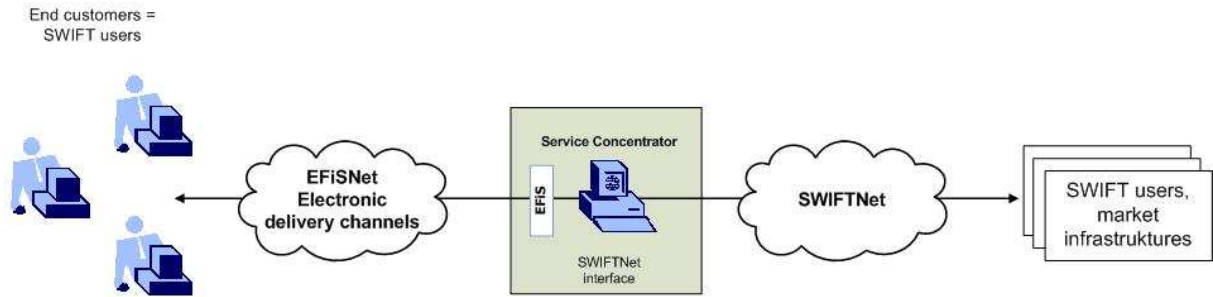 End customers =
SWIFT users
EFiSNet
Electronic
delivery channels
Service Concentrator
EFiS
SWIFTNet
interface
SWIFTNet
SWIFT users,
market
infrastruktures